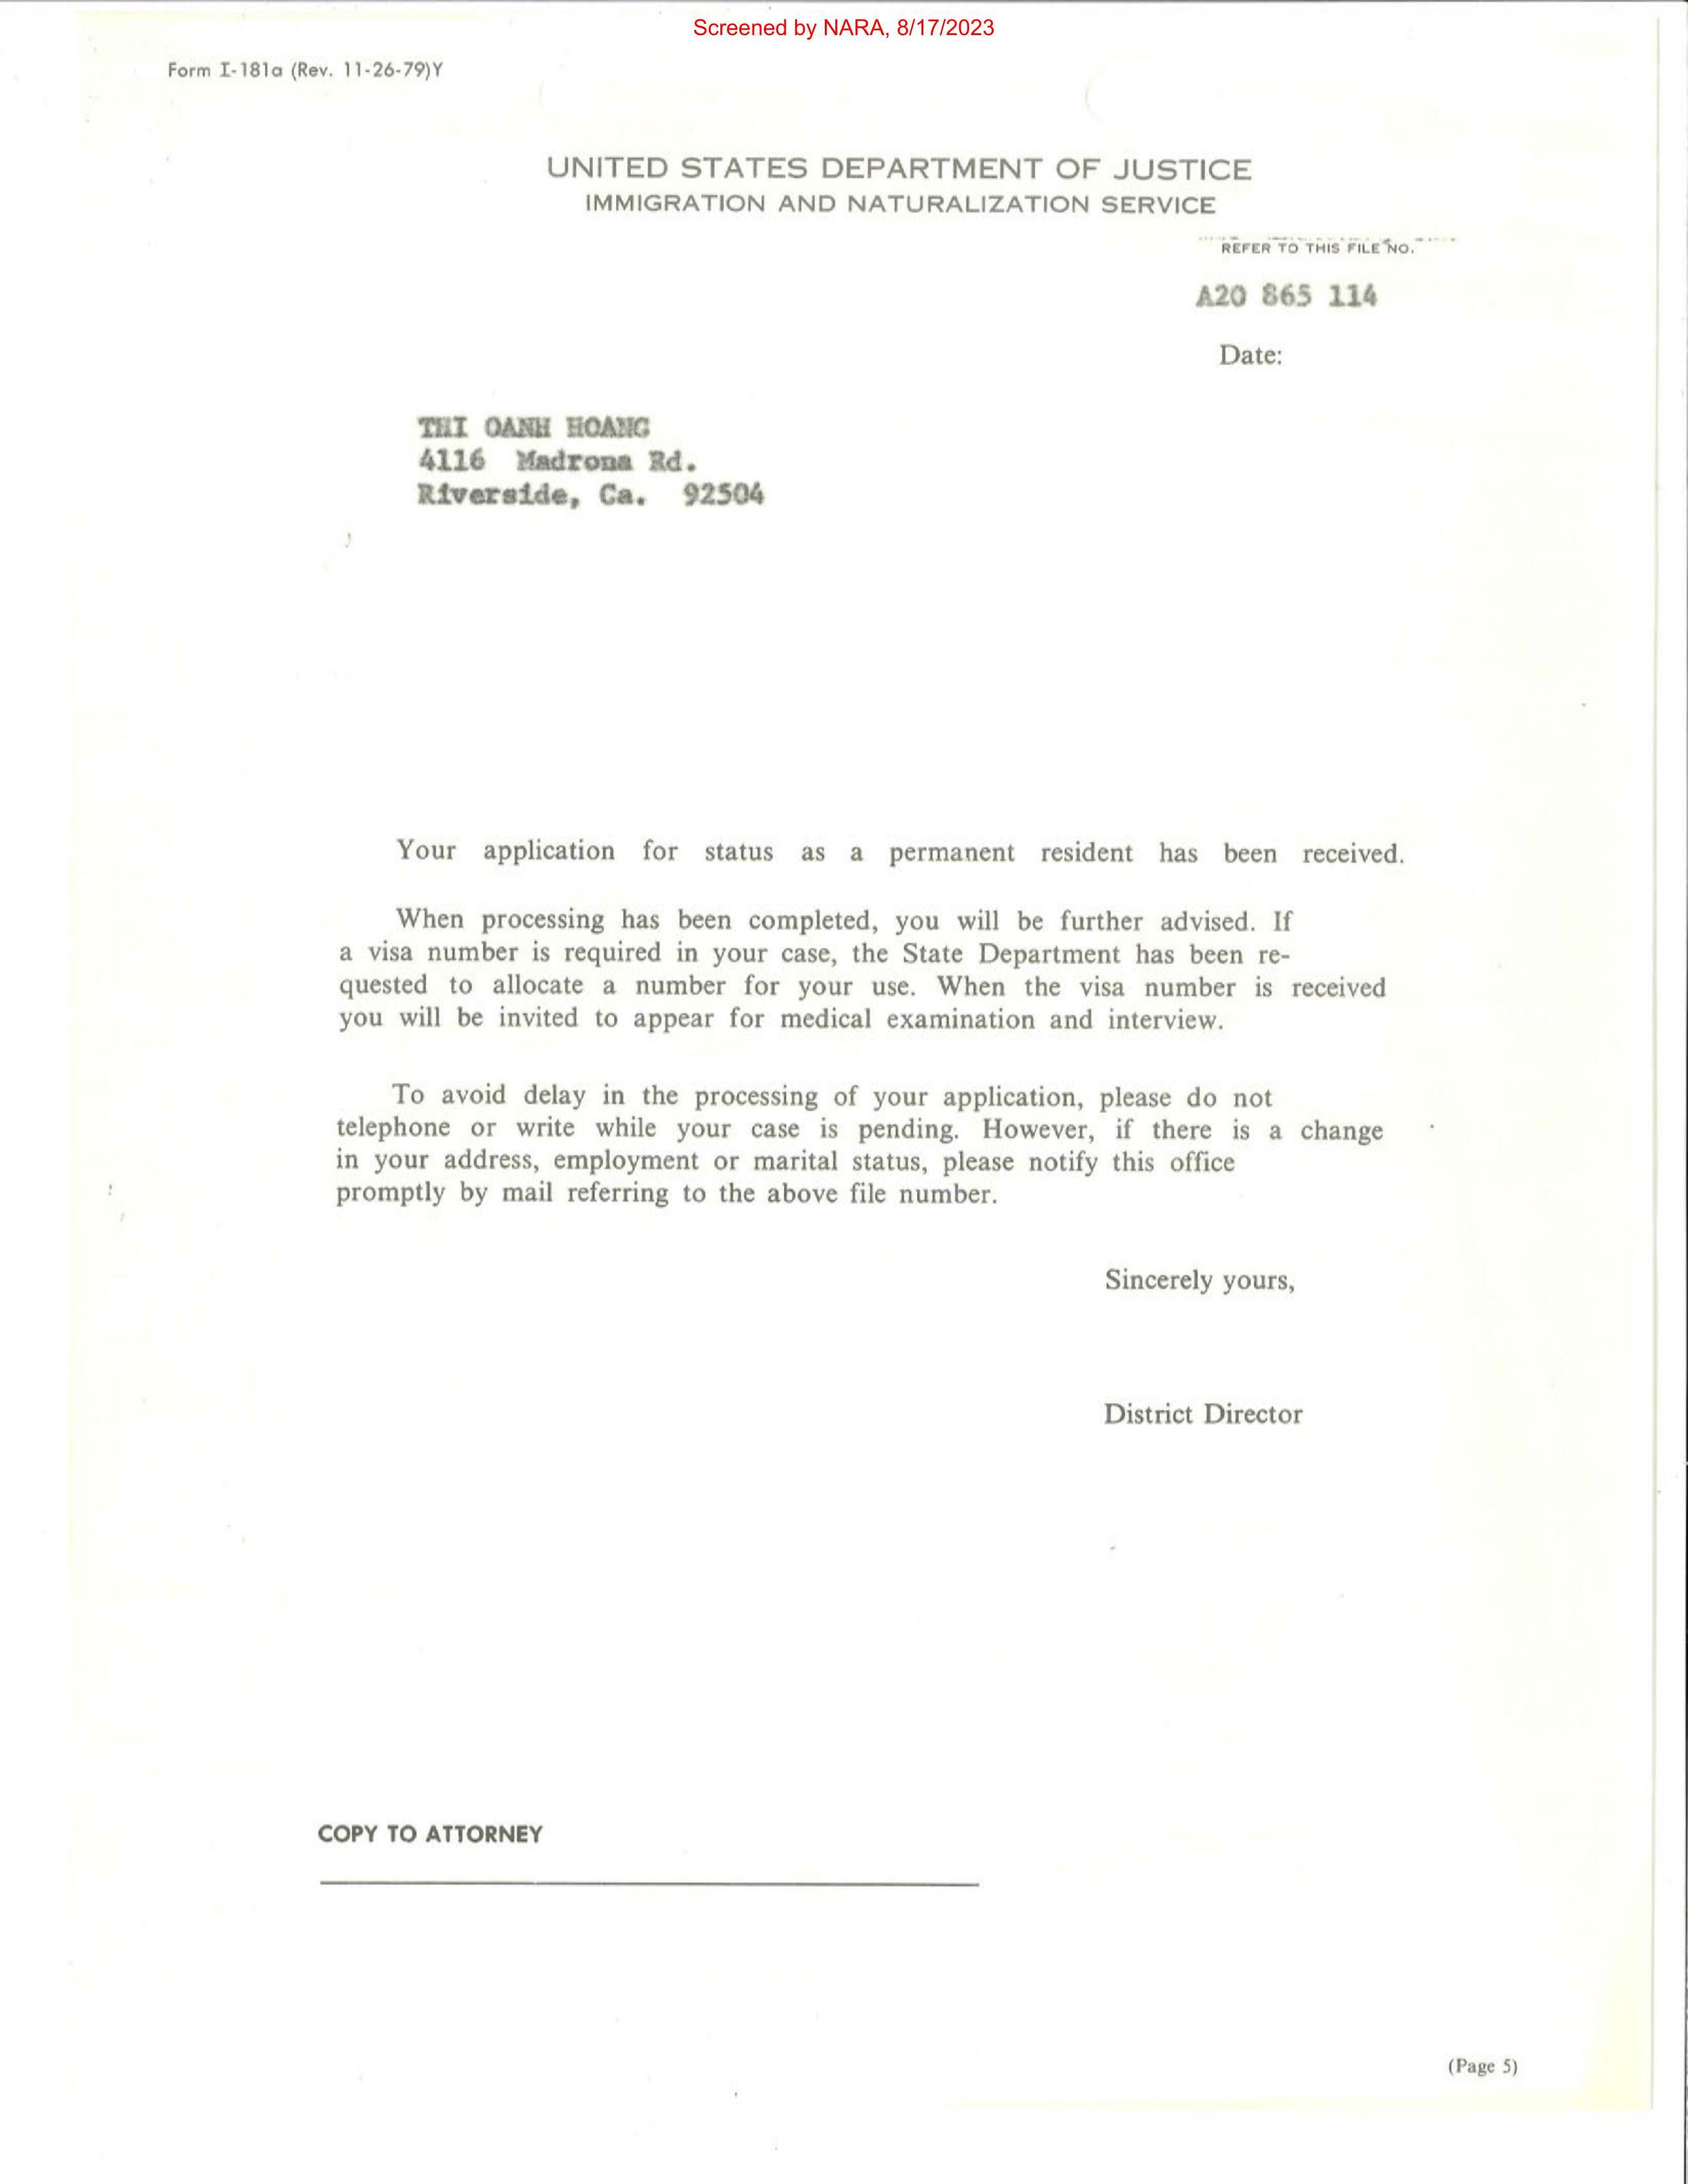 Screened by NARA, 8/17/2023
Form I-181a (Rev. 11-26-79)Y
UNITED STATES DEPARTMENT OF JUSTICE
IMMIGRATION AND NATURALIZATION SERVICE
REFER TO THIS FILE NO.
A20 865 114
Date:
THI OANH HOANG
4116 Madrona Rd.
Riverside, Ca. 92504
Your application for status as a permanent resident has been received.
When processing has been completed, you will be further advised. If
a visa number is required in your case, the State Department has been re-
quested to allocate a number for your use. When the visa number is received
you will be invited to appear for medical examination and interview.
To avoid delay in the processing of your application, please do not
telephone or write while your case is pending. However, if there is a change
in your address, employment or marital status, please notify this office
promptly by mail referring to the above file number.
Sincerely yours,
District Director
COPY TO ATTORNEY
(Page 5)